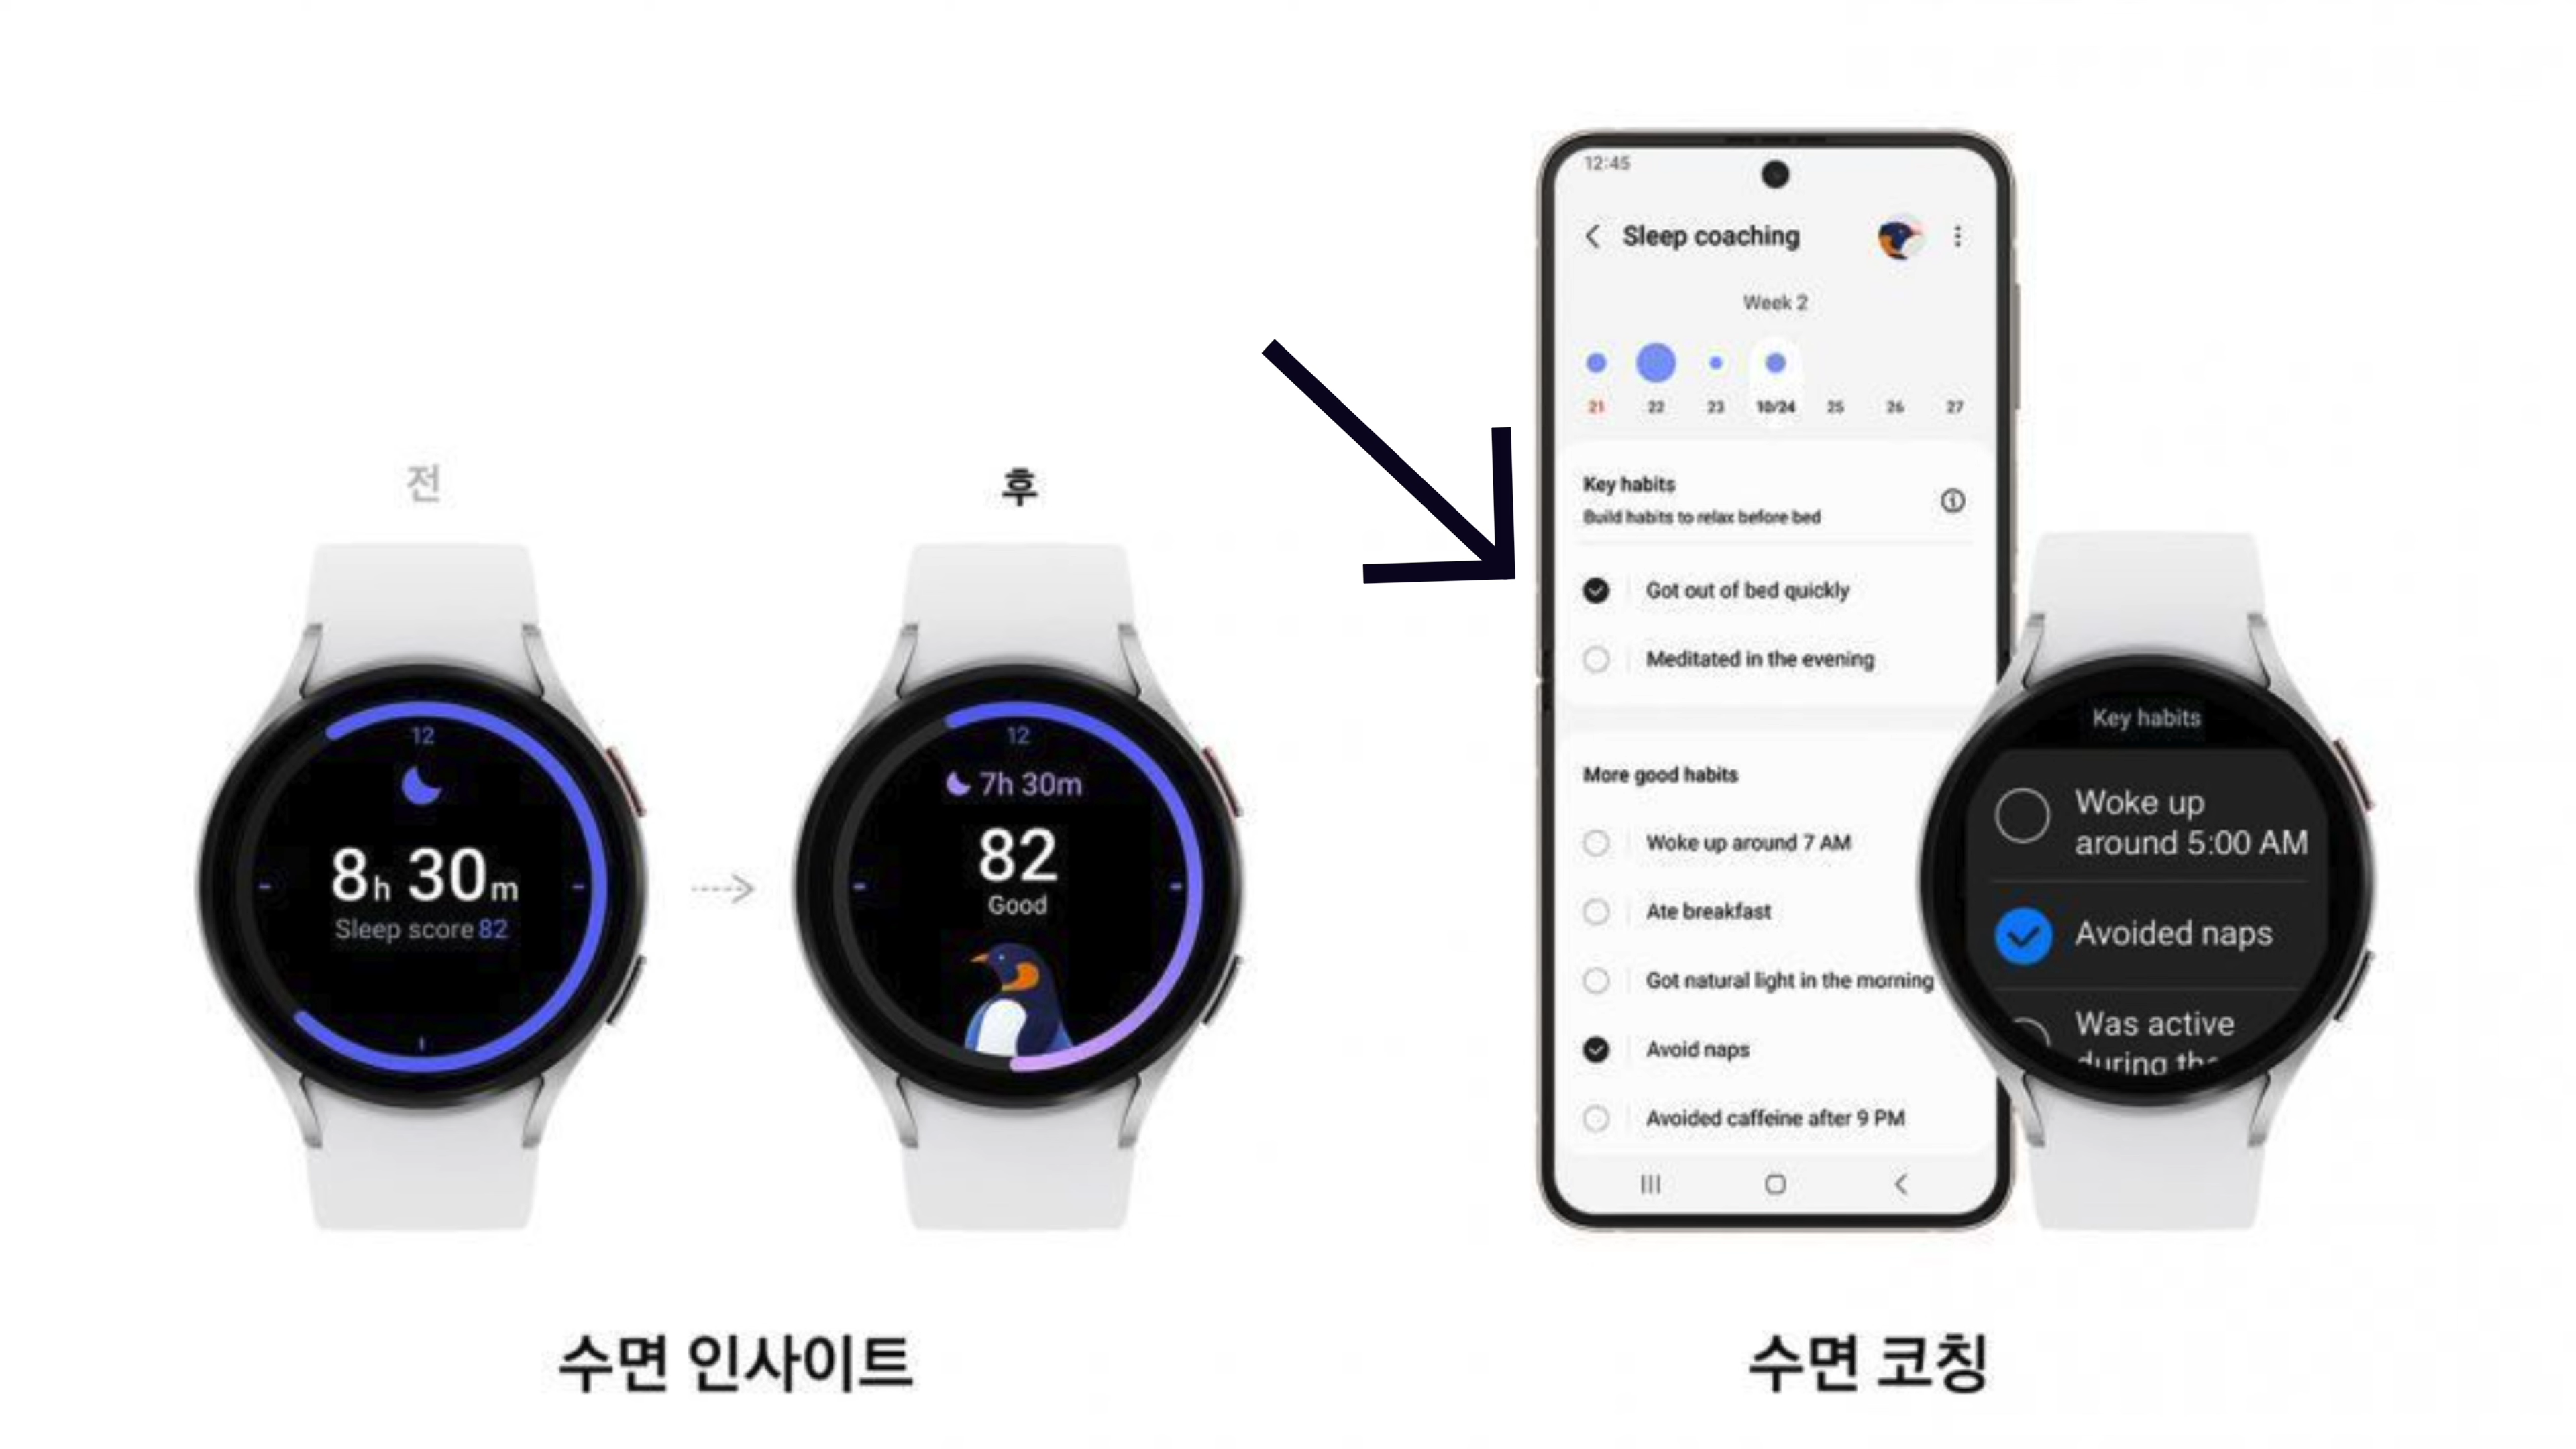 전
12
8h 30m
Sleep score 82
후
12
7h 30m
82
Good
수면 인사이트
12:45
Sleep coaching
Week 2
21 22 23 10/24 25 26 27
Key habits
Build habits to relax before bed
Got out of bed quickly
Meditated in the evening
More good habits
Woke up around 7 AM
Ate breakfast
Got natural light in the morning
Avoid naps
Avoided caffeine after 9 PM
Key habits
Woke up
around 5:00 AM
Avoided naps
Was active
during the
수면 코칭